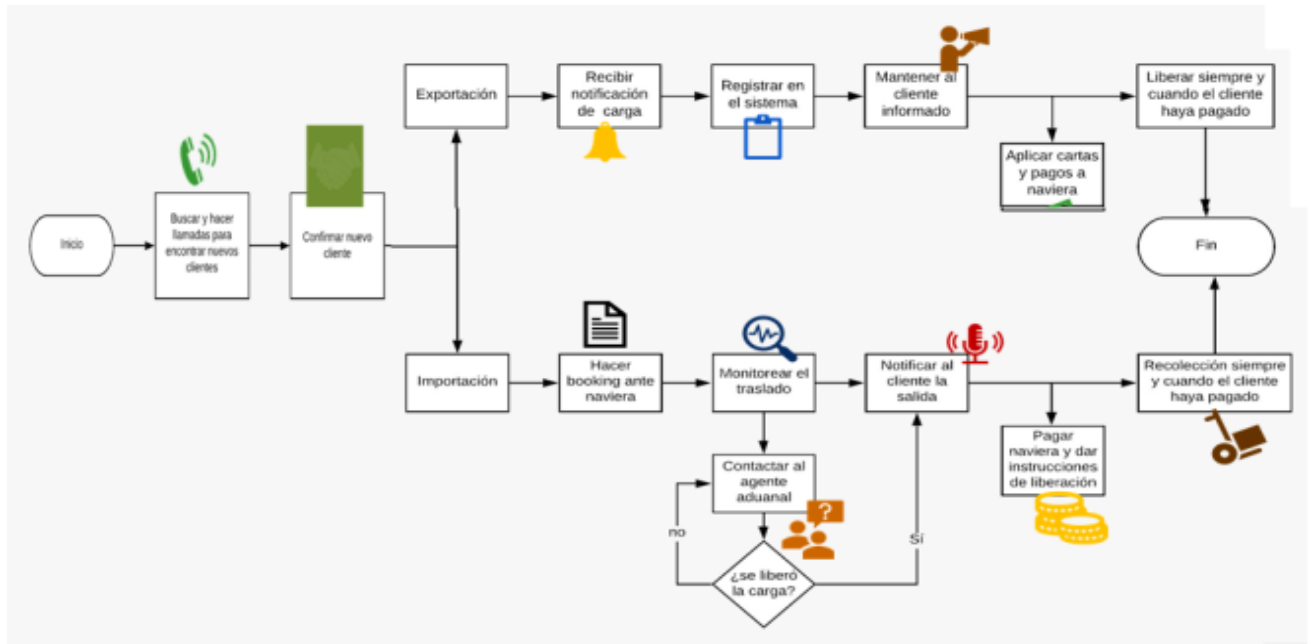 Inicio
Buscar y hacer
llamadas para
encontrar nuevos
clientes
Confirmar nuevo
cliente
Exportación
Recibir
notificación
de carga
Registrar en
el sistema
Mantener al
cliente
informado
Aplicar cartas
y pagos a
naviera
Liberar siempre y
cuando el cliente
haya pagado
Fin
Importación
Hacer
booking ante
naviera
Monitorear el
traslado
Contactar al
agente
aduanal
?
¿se liberó
la carga?
no
Sí
Notificar al
cliente la
salida
Pagar
naviera y dar
instrucciones
de liberación
Recolección siempre
y cuando el cliente
haya pagado